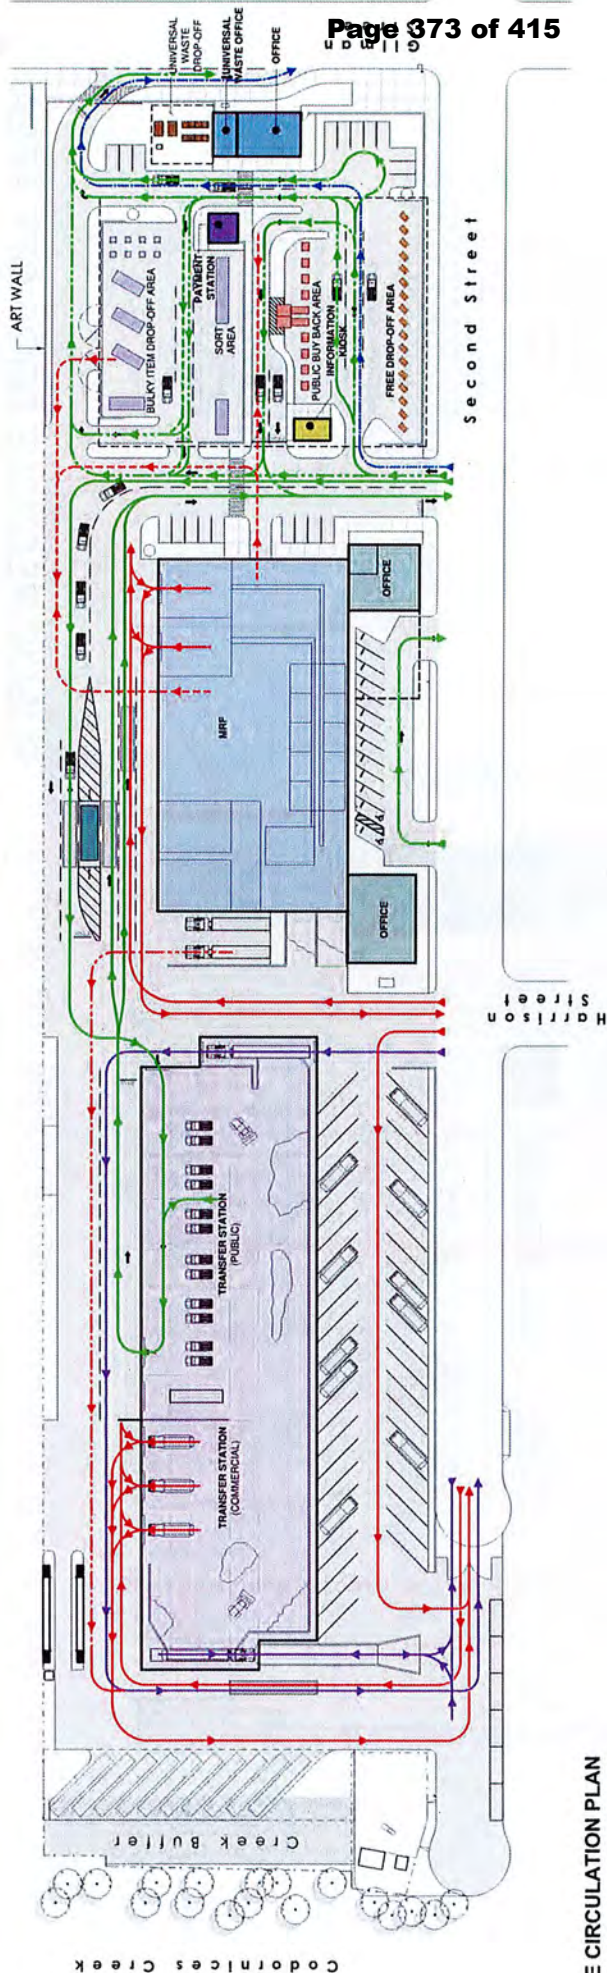 Page 373 of 415
Gilman
Street
UNIVERSAL
WASTE
DROP-OFF
UNIVERSAL
WASTE OFFICE
OFFICE
ART WALL
BULKY ITEM DROP-OFF AREA
PAYMENT
STATION
SORT
AREA
PUBLIC BUY BACK AREA
INFORMATION
KIOSK
FREE DROP-OFF AREA
Second Street
OFFICE
MRF
OFFICE
Harrison
Street
TRANSFER STATION
(PUBLIC)
TRANSFER STATION
(COMMERCIAL)
Creek Buffer
Codornices Creek
E CIRCULATION PLAN